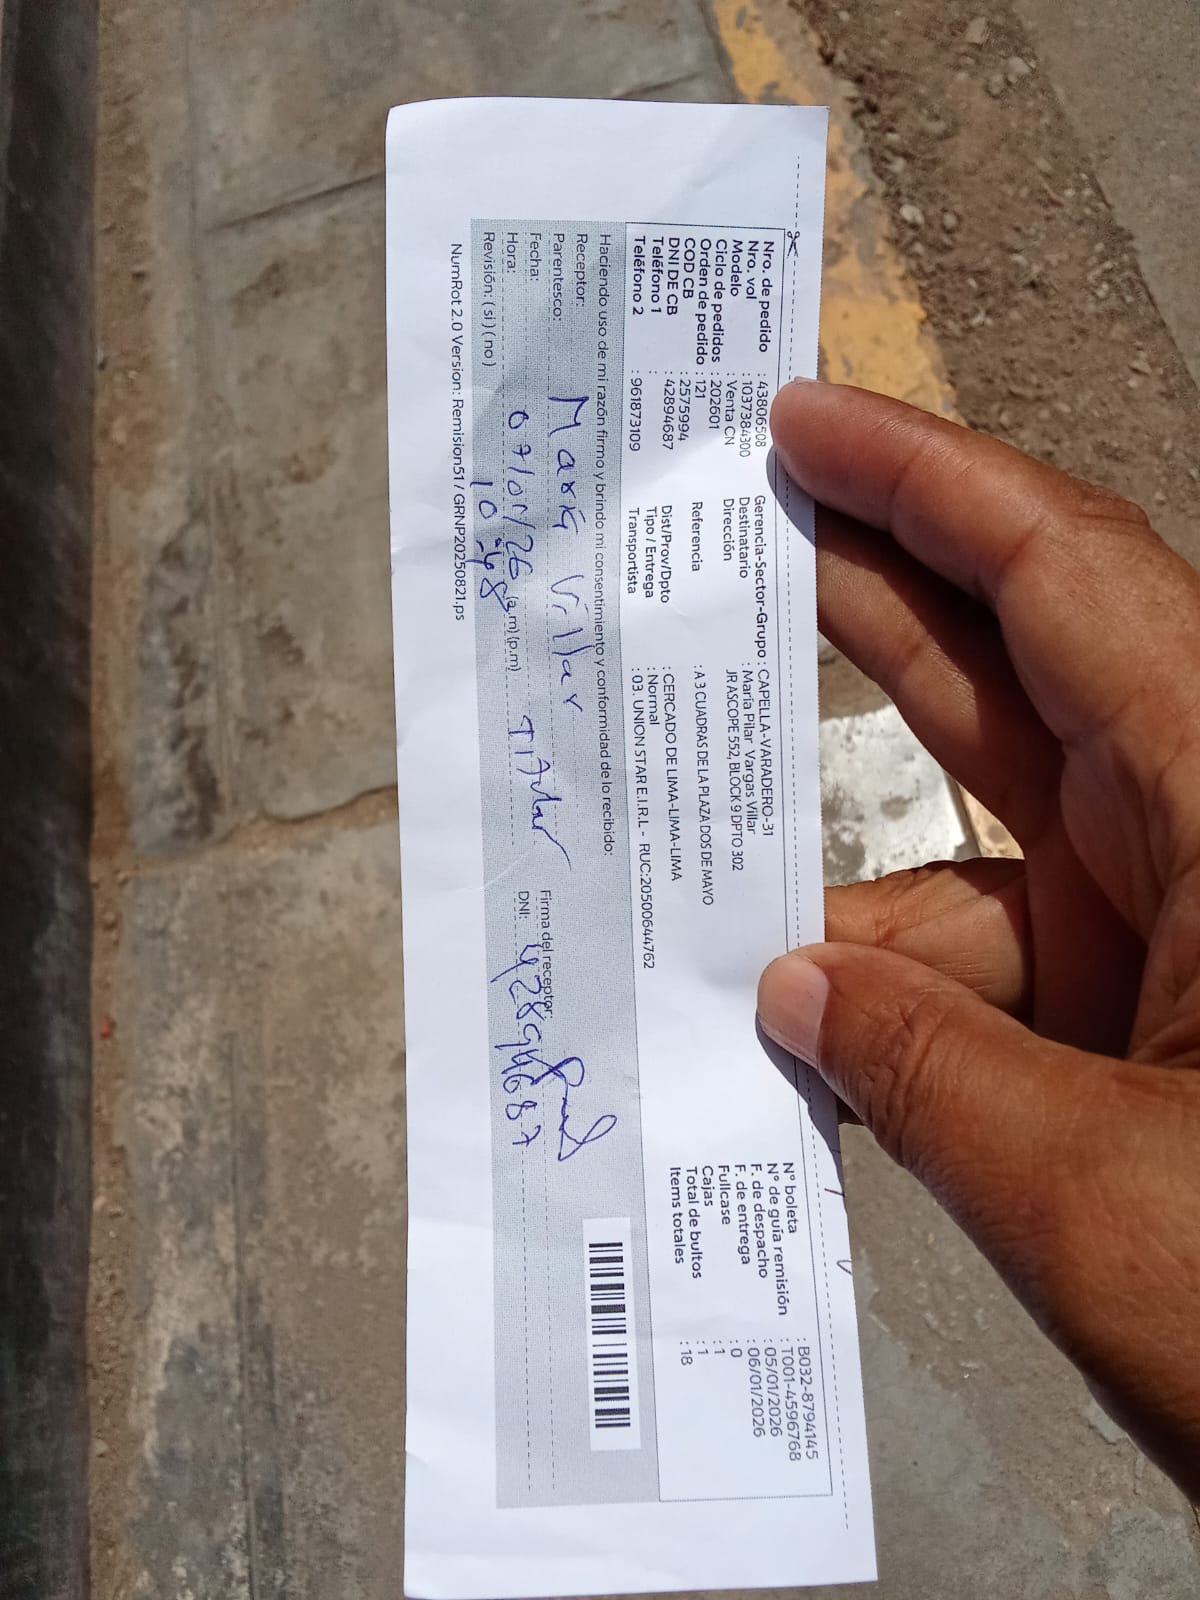 Nro. de pedido : 43806508
Nro. vol : 1037384300
Modelo : Venta CN
Ciclo de pedidos : 202601
Orden de pedido : 121
COD CB : 2575994
DNI DE CB : 42894687
Teléfono 1 :
Teléfono 2 : 961873109
Gerencia-Sector-Grupo : CAPELLA-VARADERO-31
Destinatario : María Pilar Vargas Villar
Dirección JR ASCOPE 552, BLOCK 9 DPTO 302
Referencia : A 3 CUADRAS DE LA PLAZA DOS DE MAYO
Dist/Prov/Dpto : CERCADO DE LIMA-LIMA-LIMA
Tipo / Entrega : Normal
Transportista : 03. UNION STAR E.I.R.L - RUC:20500644762
N° boleta : B032-8794145
N° de guía remisión : T001-4596768
F. de despacho : 05/01/2026
F. de entrega : 06/01/2026
Fullcase : 0
Cajas : 1
Total de bultos : 1
Items totales : 18
Haciendo uso de mi razón firmo y brindo mi consentimiento y conformidad de lo recibido:
Receptor: María Villar
Parentesco: Titular
Fecha: 07/01/26
Hora: 10:48 (a.m) (p.m)
Revisión: ( si ) ( no )
Firma del receptor:
DNI: 42894687
NumRot 2.0 Version: Remision51 / GRNP20250821.ps